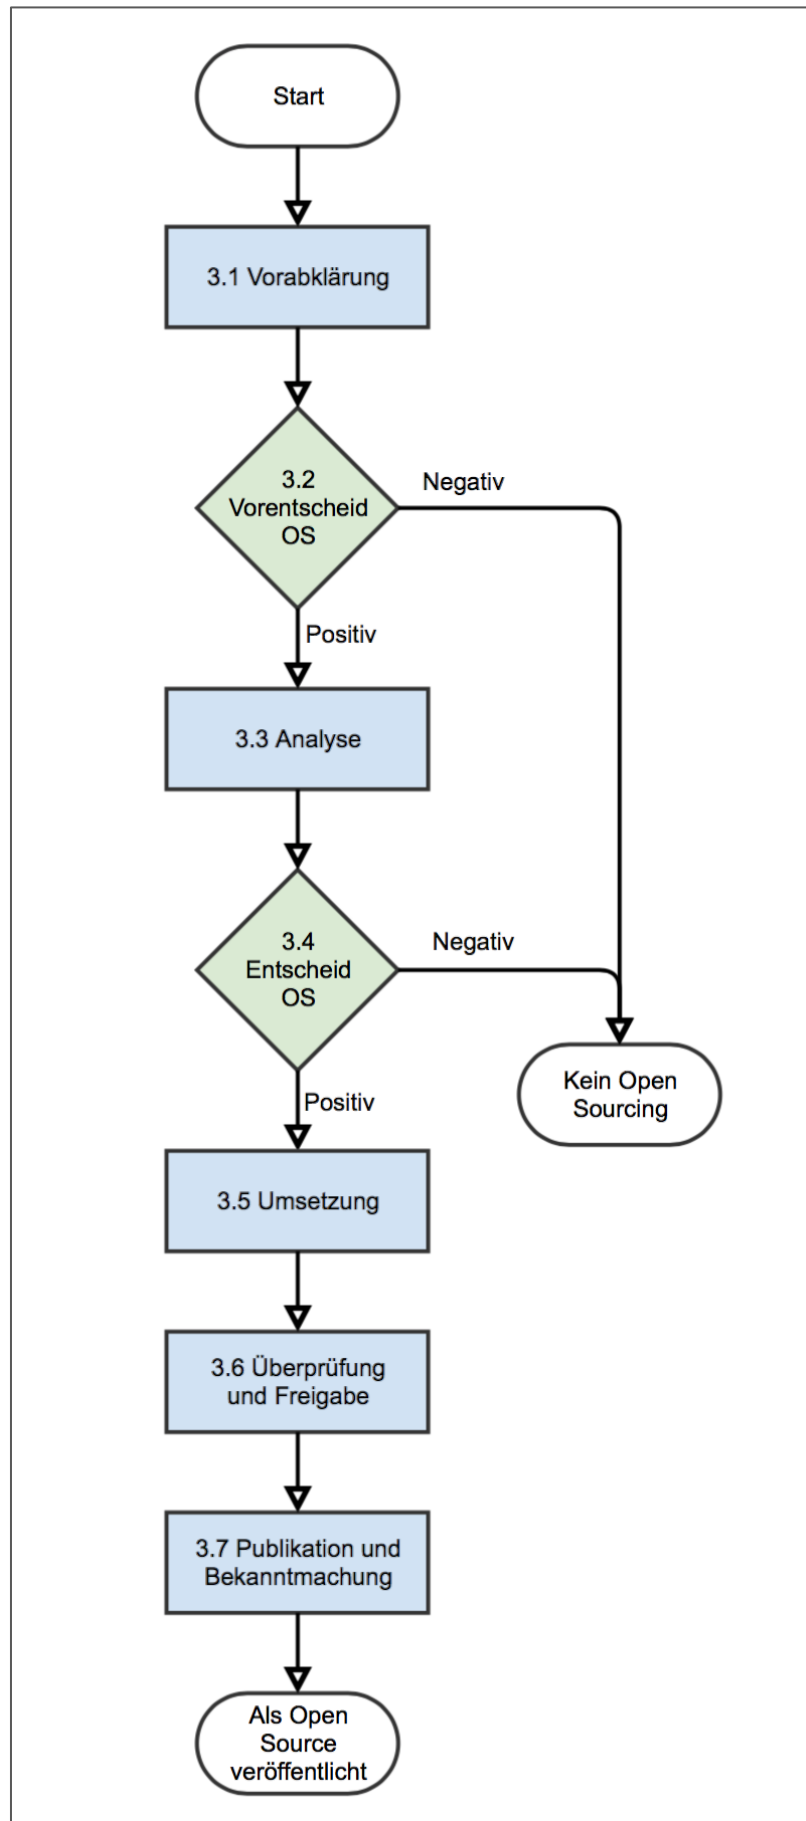 Start
3.1 Vorabklärung
3.2
Vorentscheid
OS
Negativ
Positiv
3.3 Analyse
3.4
Entscheid
OS
Negativ
Kein Open
Sourcing
Positiv
3.5 Umsetzung
3.6 Überprüfung
und Freigabe
3.7 Publikation und
Bekanntmachung
Als Open
Source
veröffentlicht